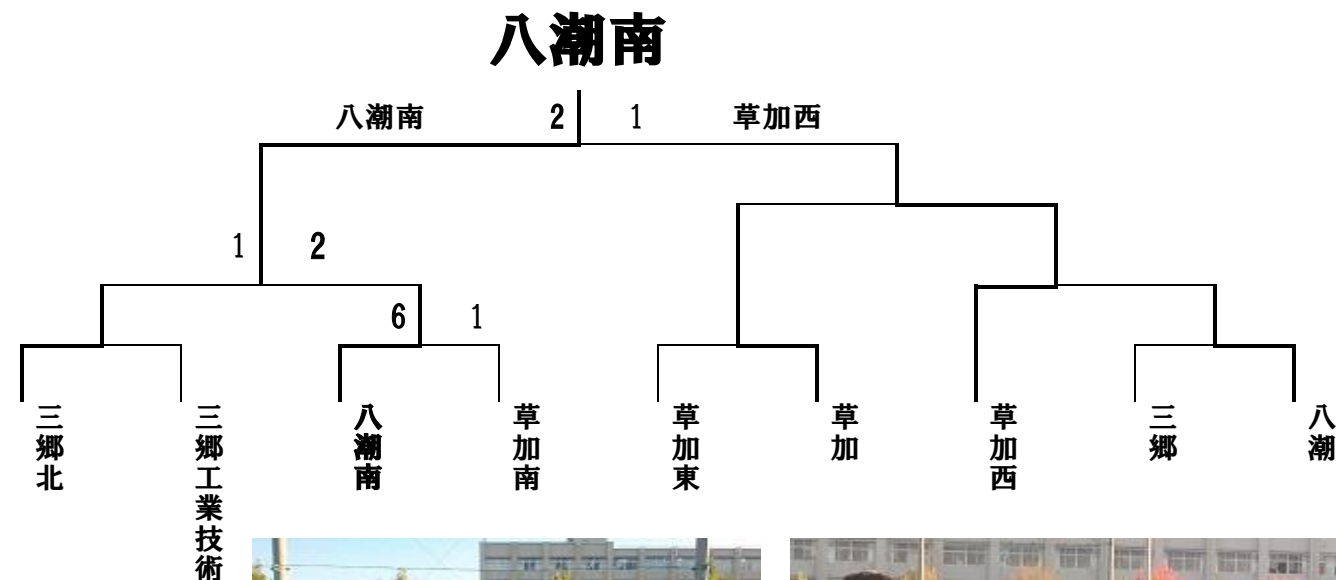 八潮南
八潮南 2 1 草加西
1 2
6 1
三郷北
三郷工業技術
八潮南
草加南
草加東
草加
草加西
三郷
八潮